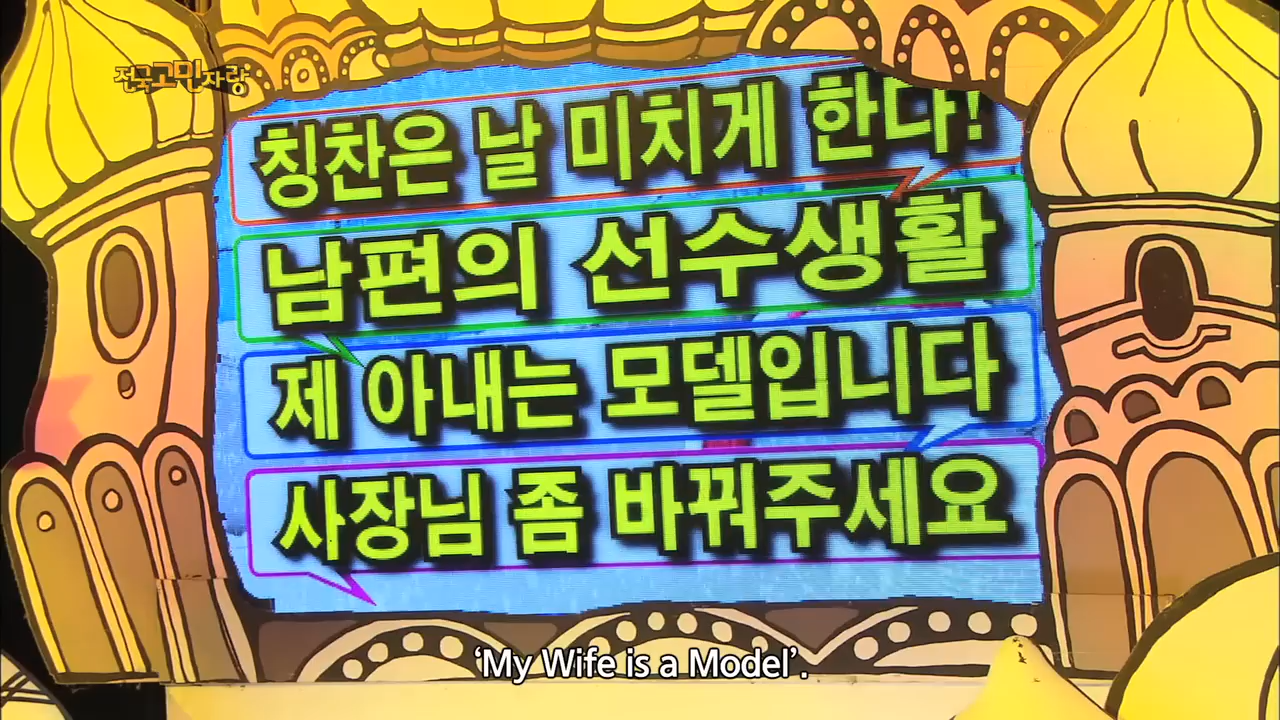 전국고민자랑
칭찬은 날 미치게 한다!
남편의 선수생활
제 아내는 모델입니다
사장님 좀 바꿔주세요
‘My Wife is a Model’.